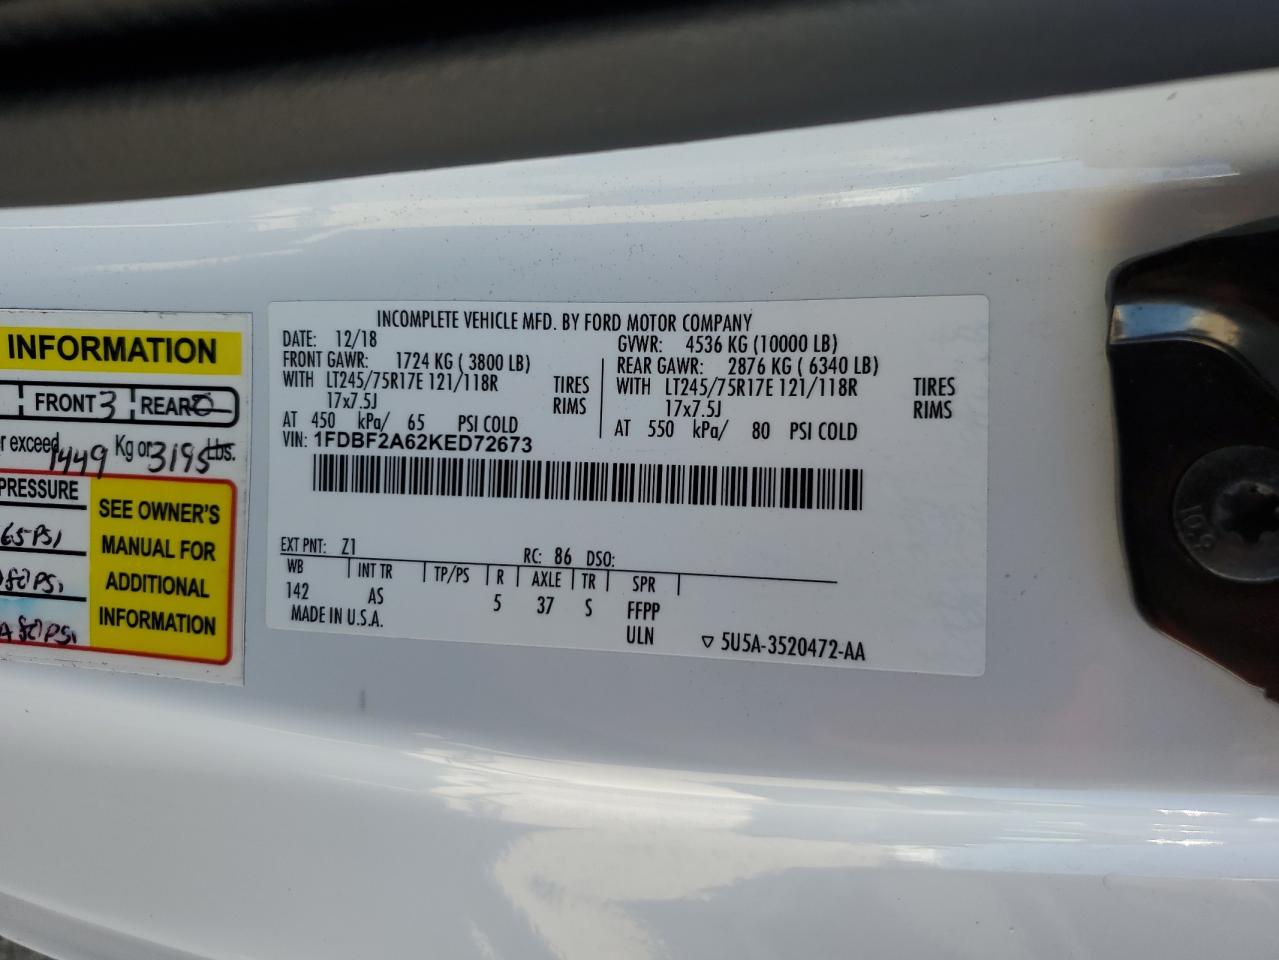 INFORMATION
FRONT 3 REAR 0
r exceed 1449 Kg or 3195 Lbs.
PRESSURE
65 PSI
80 PSI
80 PSI
SEE OWNER'S
MANUAL FOR
ADDITIONAL
INFORMATION
INCOMPLETE VEHICLE MFD. BY FORD MOTOR COMPANY
DATE: 12/18 GVWR: 4536 KG (10000 LB)
FRONT GAWR: 1724 KG ( 3800 LB) REAR GAWR: 2876 KG ( 6340 LB)
WITH LT245/75R17E 121/118R TIRES WITH LT245/75R17E 121/118R TIRES
17x7.5J RIMS 17x7.5J RIMS
AT 450 kPa/ 65 PSI COLD AT 550 kPa/ 80 PSI COLD
VIN: 1FDBF2A62KED72673
EXT PNT: Z1 RC: 86 DSO:
WB INT TR TP/PS R AXLE TR SPR
142 AS 5 37 S FFPP
MADE IN U.S.A. ULN ▽ 5U5A-3520472-AA
10.9